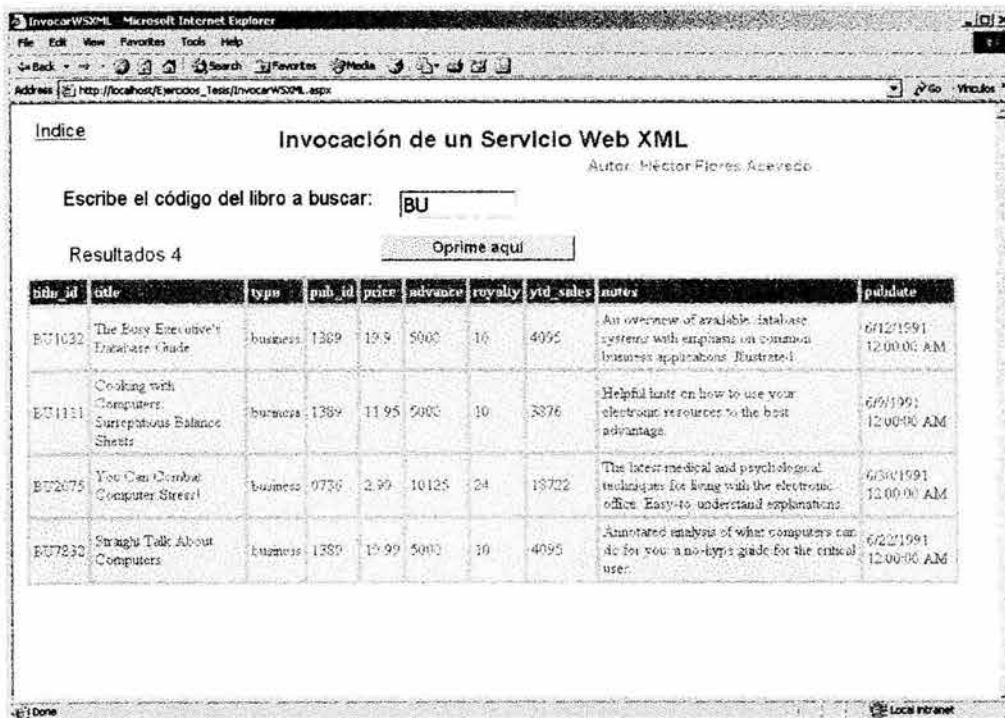 InvocarWSXML - Microsoft Internet Explorer
File Edit View Favorites Tools Help
Back Search Favorites Media
Address http://localhost/Ejercicios_Tesis/InvocarWSXML.aspx Go Vínculos
Indice
Invocación de un Servicio Web XML
Autor: Héctor Flores Acevedo
Escribe el código del libro a buscar: BU
Resultados 4 Oprime aquí
title_id title type pub_id price advance royalty ytd_sales notes pubdate
BU1032 The Busy Executive's Database Guide business 1389 19.9 5000 10 4095 An overview of available database systems with emphasis on common business applications. Illustrated. 6/12/1991 12:00:00 AM
BU1111 Cooking with Computers: Surreptitious Balance Sheets business 1389 11.95 5000 10 3876 Helpful hints on how to use your electronic resources to the best advantage. 6/9/1991 12:00:00 AM
BU2075 You Can Combat Computer Stress! business 0736 2.99 10125 24 18722 The latest medical and psychological techniques for living with the electronic office. Easy-to-understand explanations. 6/30/1991 12:00:00 AM
BU7832 Straight Talk About Computers business 1389 19.99 5000 10 4095 Annotated analysis of what computers can do for you: a no-hype guide for the critical user. 6/22/1991 12:00:00 AM
Done Local intranet